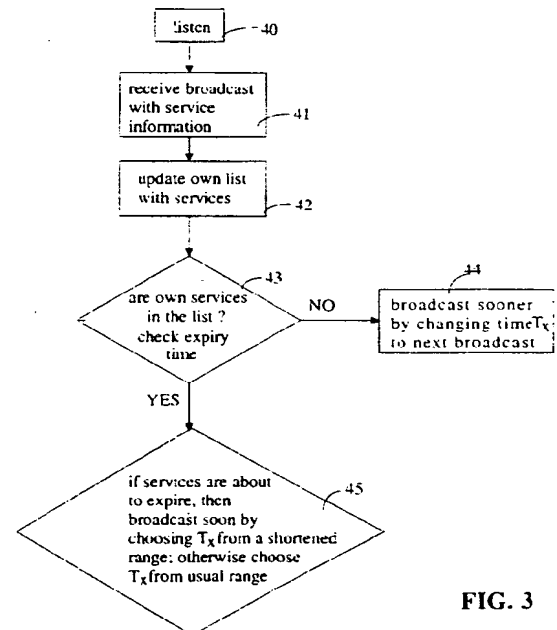 listen
40
receive broadcast
with service
information
41
update own list
with services
42
43
are own services
in the list ?
check expiry
time
NO
44
broadcast sooner
by changing time Tx
to next broadcast
YES
45
if services are about
to expire, then
broadcast soon by
choosing Tx from a shortened
range; otherwise choose
Tx from usual range
FIG. 3